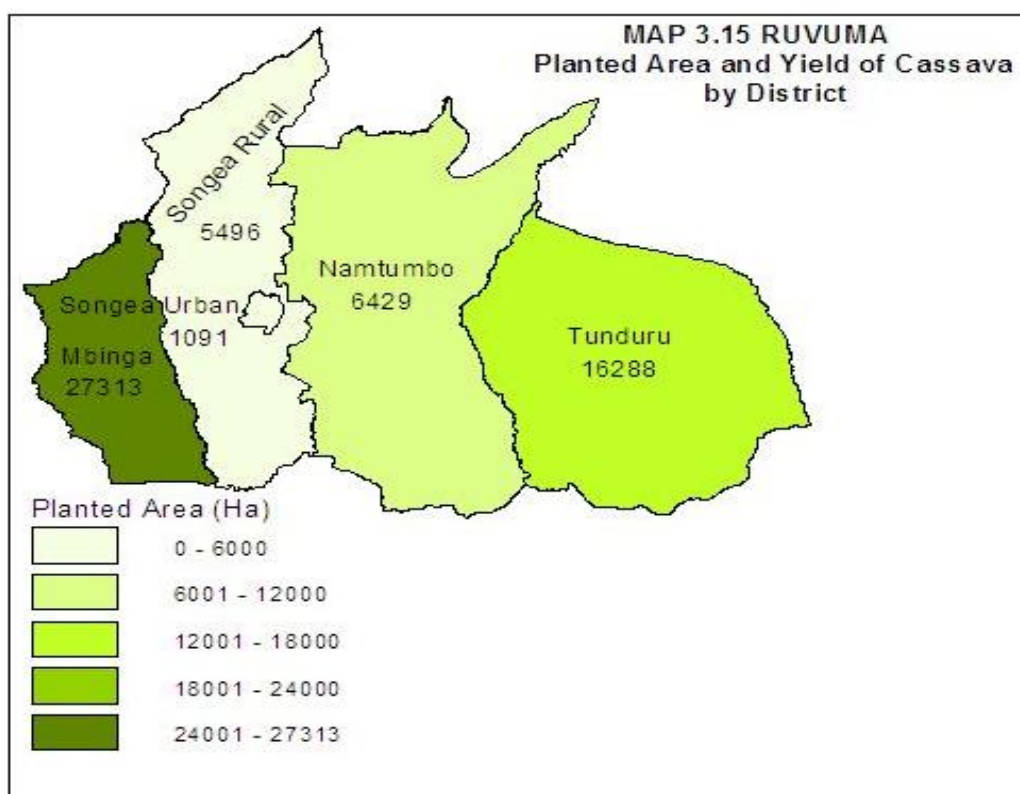 MAP 3.15 RUVUMA
Planted Area and Yield of Cassava
by District
Songea Rural
5496
Namtumbo
6429
Songea Urban
1091
Tunduru
16288
Mbinga
27313
Planted Area (Ha)
0 - 6000
6001 - 12000
12001 - 18000
18001 - 24000
24001 - 27313